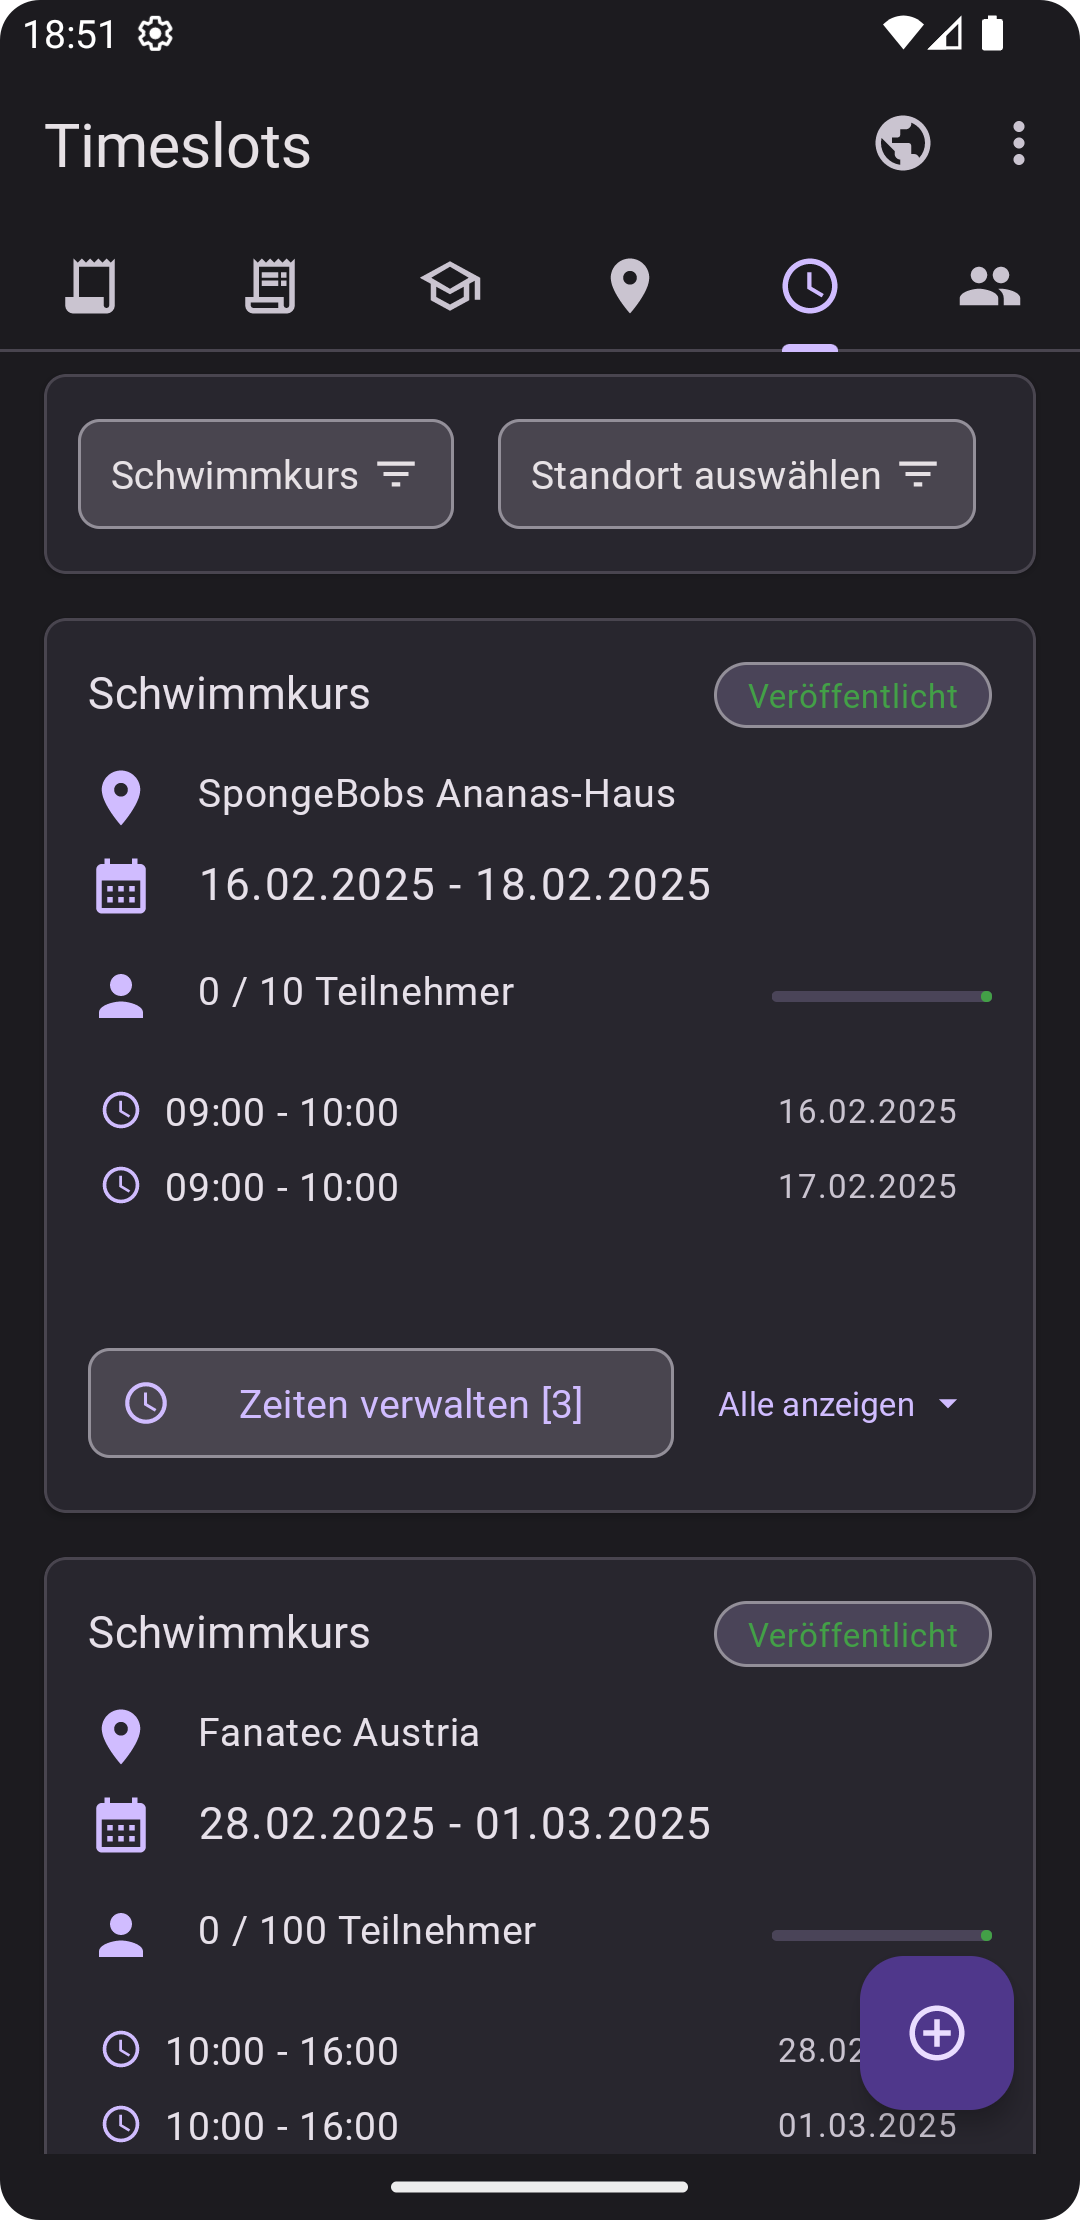 18:51
Timeslots
Schwimmkurs
Standort auswählen
Schwimmkurs
Veröffentlicht
SpongeBobs Ananas-Haus
16.02.2025 - 18.02.2025
0 / 10 Teilnehmer
09:00 - 10:00 16.02.2025
09:00 - 10:00 17.02.2025
Zeiten verwalten [3]
Alle anzeigen
Schwimmkurs
Veröffentlicht
Fanatec Austria
28.02.2025 - 01.03.2025
0 / 100 Teilnehmer
10:00 - 16:00 28.02
10:00 - 16:00 01.03.2025